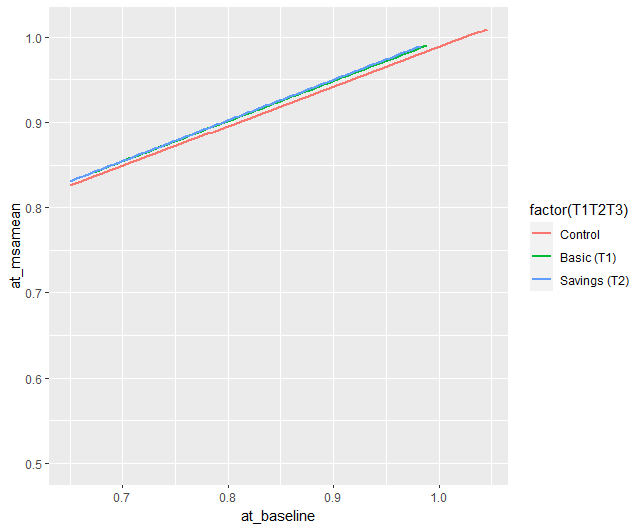 1.0
0.9
0.8
0.7
0.6
0.5
at_msamean
0.7
0.8
0.9
1.0
at_baseline
factor(T1T2T3)
Control
Basic (T1)
Savings (T2)